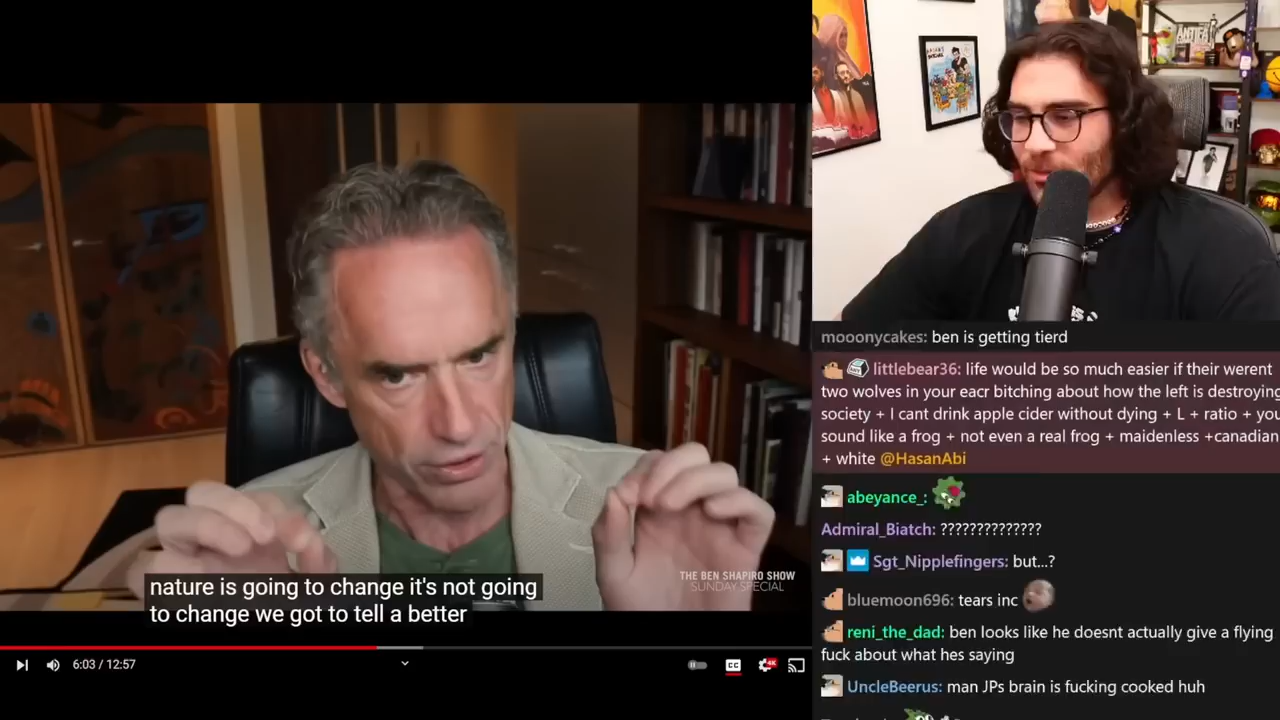 nature is going to change it's not going
to change we got to tell a better
THE BEN SHAPIRO SHOW
SUNDAY SPECIAL
6:03 / 12:57
CC
4K
mooonycakes: ben is getting tierd
littlebear36: life would be so much easier if their werent
two wolves in your eacr bitching about how the left is destroying
society + I cant drink apple cider without dying + L + ratio + you
sound like a frog + not even a real frog + maidenless +canadian
+ white @HasanAbi
abeyance_:
Admiral_Biatch: ??????????????
Sgt_Nipplefingers: but...?
bluemoon696: tears inc
reni_the_dad: ben looks like he doesnt actually give a flying
fuck about what hes saying
UncleBeerus: man JPs brain is fucking cooked huh